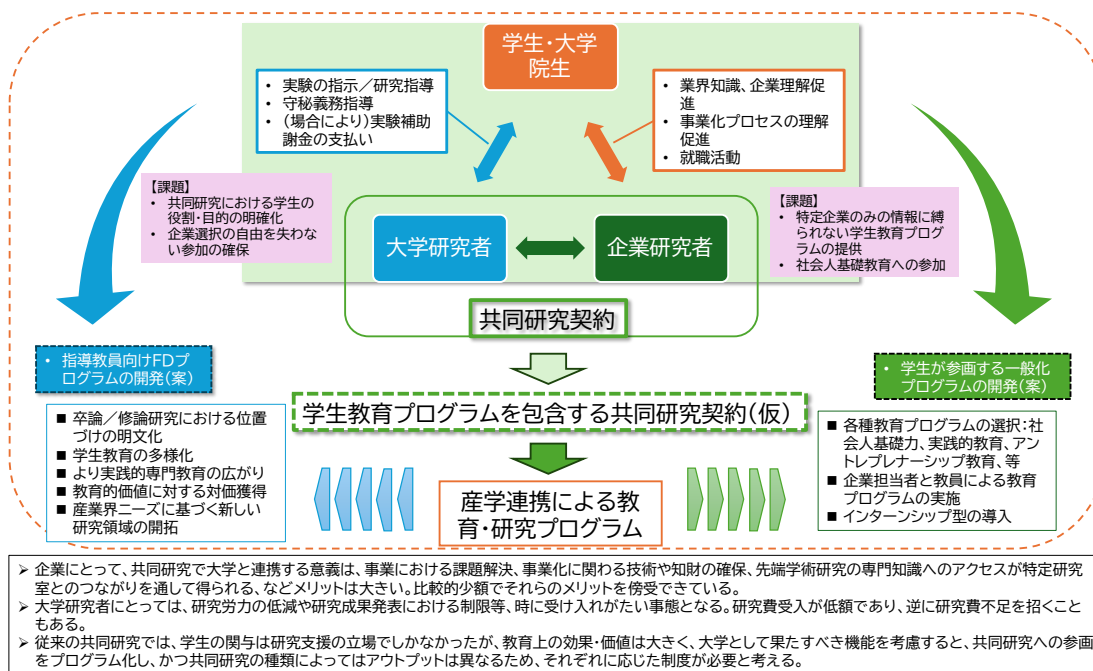 学生・大学
院生
• 実験の指示／研究指導
• 守秘義務指導
• (場合により)実験補助
謝金の支払い
• 業界知識、企業理解促
進
• 事業化プロセスの理解
促進
• 就職活動
【課題】
• 共同研究における学生の
役割・目的の明確化
• 企業選択の自由を失わな
い参加の確保
大学研究者
企業研究者
【課題】
• 特定企業のみの情報に縛
られない学生教育プログ
ラムの提供
• 社会人基礎教育への参加
共同研究契約
• 指導教員向けFDプ
ログラムの開発(案)
• 学生が参画する一般化
プログラムの開発(案)
学生教育プログラムを包含する共同研究契約(仮)
■ 卒論／修論研究における位置
づけの明文化
■ 学生教育の多様化
■ より実践的専門教育の広がり
■ 教育的価値に対する対価獲得
■ 産業界ニーズに基づく新しい
研究領域の開拓
産学連携による教
育・研究プログラム
■ 各種教育プログラムの選択：社
会人基礎力、実践的教育、アン
トレプレナーシップ教育、等
■ 企業担当者と教員による教育
プログラムの実施
■ インターンシップ型の導入
➢ 企業にとって、共同研究で大学と連携する意義は、事業における課題解決、事業化に関わる技術や知財の確保、先端学術研究の専門知識へのアクセスが特定研究
室とのつながりを通して得られる、などメリットは大きい。比較的少額でそれらのメリットを傍受できている。
➢ 大学研究者にとっては、研究労力の低減や研究成果発表における制限等、時に受け入れがたい事態となる。研究費受入が低額であり、逆に研究費不足を招くこと
もある。
➢ 従来の共同研究では、学生の関与は研究支援の立場でしかなかったが、教育上の効果・価値は大きく、大学として果たすべき機能を考慮すると、共同研究への参画
をプログラム化し、かつ共同研究の種類によってはアウトプットは異なるため、それぞれに応じた制度が必要と考える。